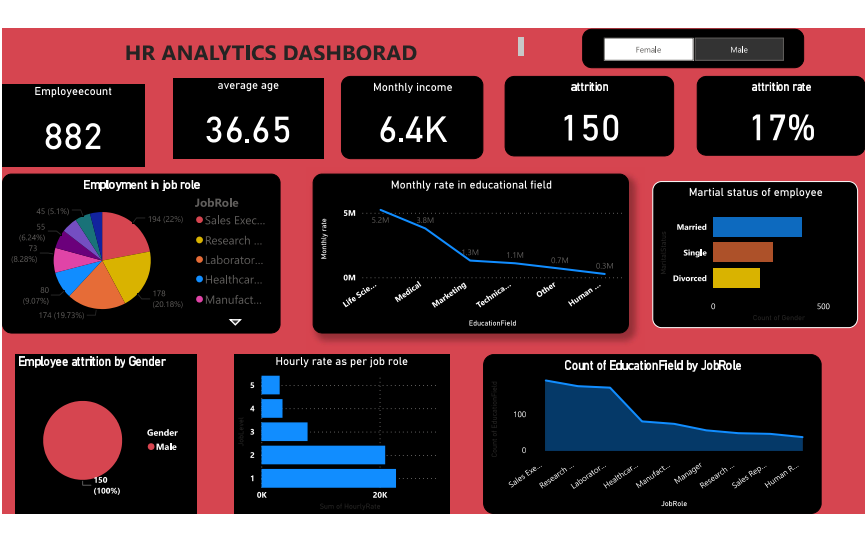 HR ANALYTICS DASHBORAD
Female
Male
Employeecount
882
average age
36.65
Monthly income
6.4K
attrition
150
attrition rate
17%
Employment in job role
JobRole
Sales Exec...
Research ...
Laborator...
Healthcar...
Manufact...
194 (22%)
178
(20.18%)
174 (19.73%)
80
(9.07%)
73
(8.28%)
55
(6.24%)
45 (5.1%)
Monthly rate in educational field
Monthly rate
5M
0M
5.2M
3.8M
1.3M
1.1M
0.7M
0.3M
Life Scie...
Medical
Marketing
Technica...
Other
Human ...
EducationField
Martial status of employee
MaritalStatus
Married
Single
Divorced
0
500
Count of Gender
Employee attrition by Gender
Gender
Male
150
(100%)
Hourly rate as per job role
JobLevel
5
4
3
2
1
0K
20K
Sum of HourlyRate
Count of EducationField by JobRole
Count of EducationField
100
0
Sales Exe...
Research ...
Laborator...
Healthcar...
Manufact...
Manager
Research ...
Sales Rep...
Human R...
JobRole